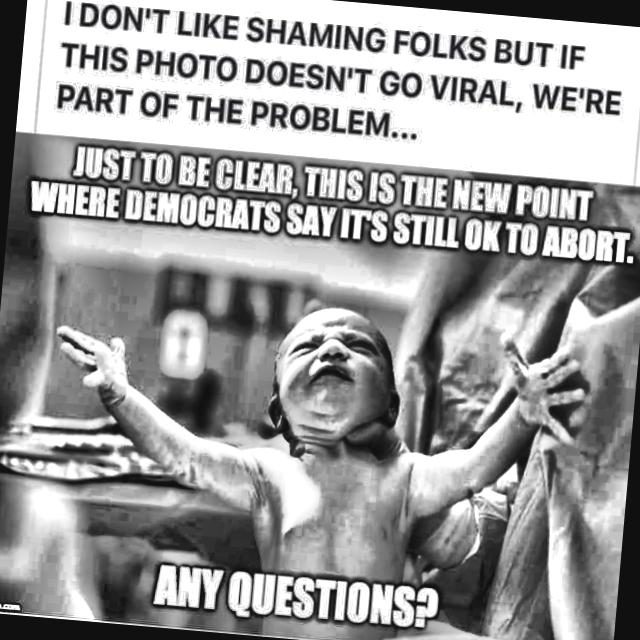 I DON'T LIKE SHAMING FOLKS BUT IF
THIS PHOTO DOESN'T GO VIRAL, WE'RE
PART OF THE PROBLEM...
JUST TO BE CLEAR, THIS IS THE NEW POINT
WHERE DEMOCRATS SAY IT'S STILL OK TO ABORT.
ANY QUESTIONS?